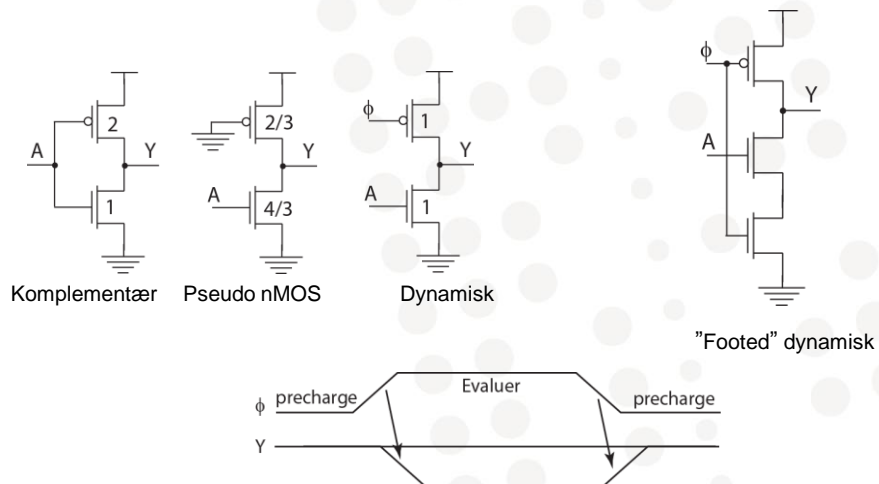 A
2
1
Y
2/3
A
4/3
Y
ϕ
1
A
1
Y
ϕ
A
Y
Komplementær
Pseudo nMOS
Dynamisk
”Footed” dynamisk
ϕ
precharge
Evaluer
precharge
Y